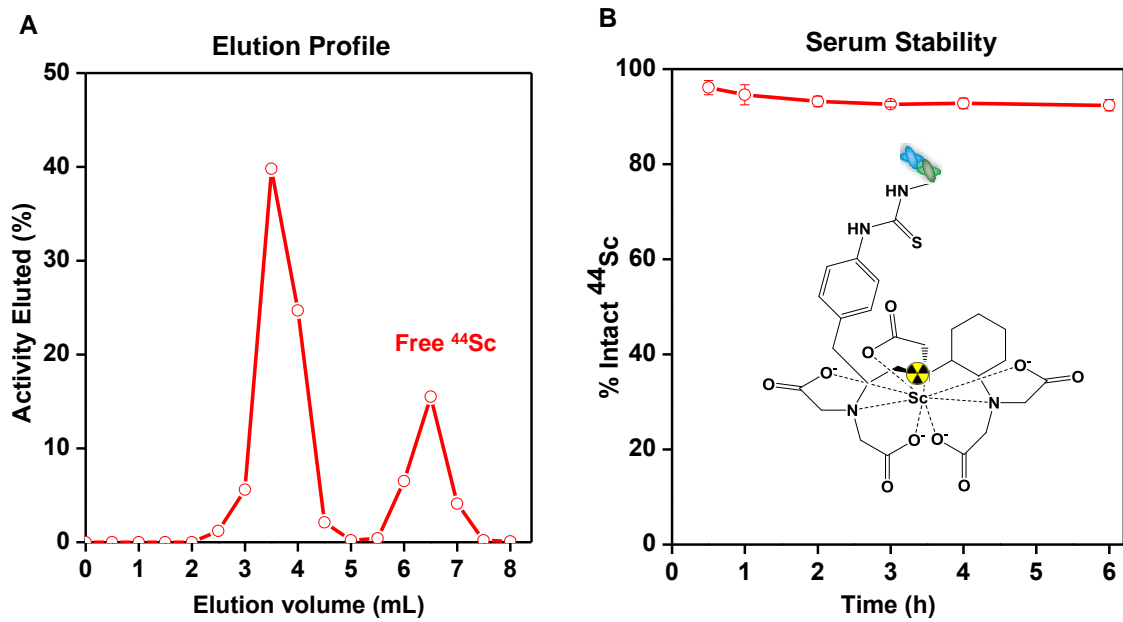 A
Elution Profile
Activity Eluted (%)
50
40
30
20
10
0
Free ⁴⁴Sc
0 1 2 3 4 5 6 7 8
Elution volume (mL)
B
Serum Stability
% Intact ⁴⁴Sc
100
80
60
40
20
0
HN
HN
S
O
O
O
O⁻
O⁻
O
Sc
N
N
O⁻
O⁻
O
O
0 1 2 3 4 5 6
Time (h)